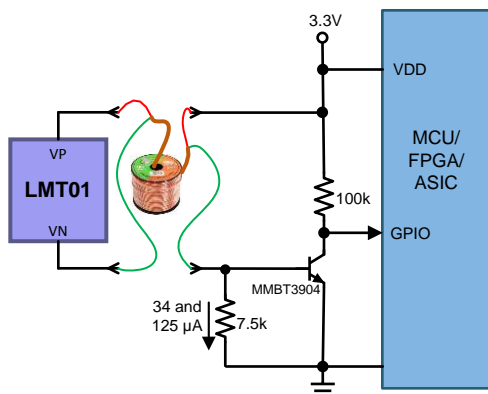 3.3V
VDD
VP
LMT01
VN
MCU/
FPGA/
ASIC
100k
GPIO
MMBT3904
34 and
125 µA
7.5k